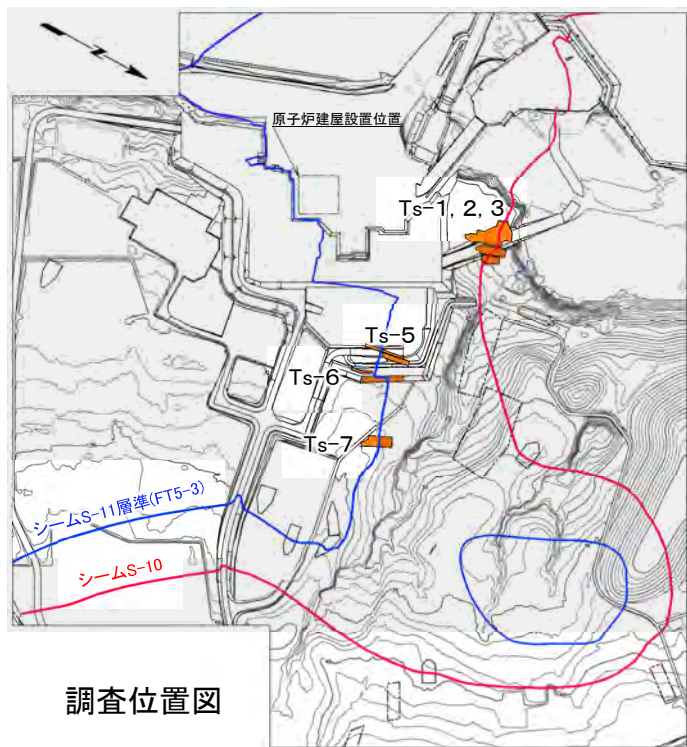 N
原子炉建屋設置位置
Ts-1, 2, 3
Ts-5
Ts-6
Ts-7
シームS-11層準(FT5-3)
シームS-10
調査位置図